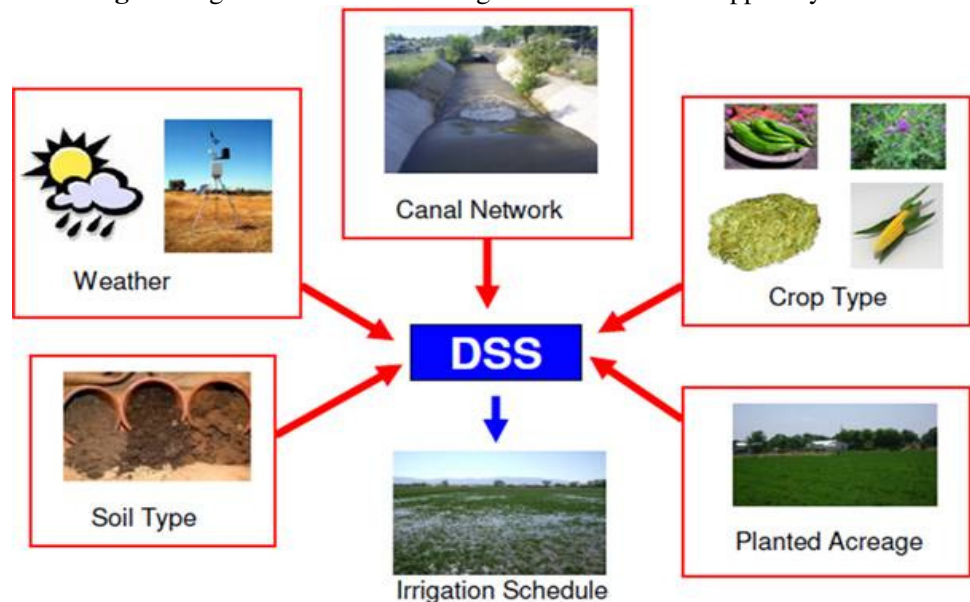 Canal Network
Weather
Crop Type
DSS
Soil Type
Planted Acreage
Irrigation Schedule